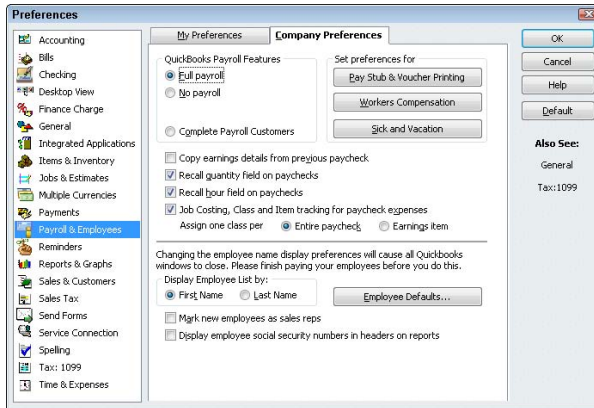 Preferences
Accounting
Bills
Checking
Desktop View
Finance Charge
General
Integrated Applications
Items & Inventory
Jobs & Estimates
Multiple Currencies
Payments
Payroll & Employees
Reminders
Reports & Graphs
Sales & Customers
Sales Tax
Send Forms
Service Connection
Spelling
Tax: 1099
Time & Expenses
My Preferences
Company Preferences
QuickBooks Payroll Features
Full payroll
No payroll
Complete Payroll Customers
Set preferences for
Pay Stub & Voucher Printing
Workers Compensation
Sick and Vacation
Copy earnings details from previous paycheck
Recall quantity field on paychecks
Recall hour field on paychecks
Job Costing, Class and Item tracking for paycheck expenses
Assign one class per Entire paycheck Earnings item
Changing the employee name display preferences will cause all Quickbooks
windows to close. Please finish paying your employees before you do this.
Display Employee List by:
First Name Last Name
Employee Defaults...
Mark new employees as sales reps
Display employee social security numbers in headers on reports
OK
Cancel
Help
Default
Also See:
General
Tax:1099